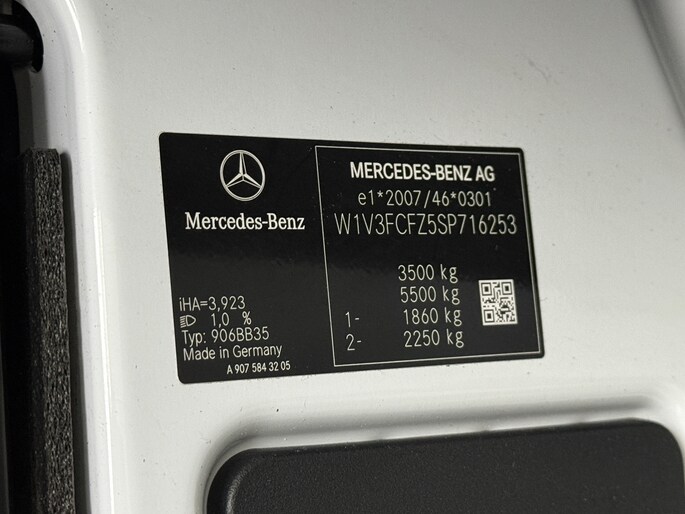 Mercedes-Benz
iHA=3,923
1,0 %
Typ: 906BB35
Made in Germany
A 907 584 32 05
MERCEDES-BENZ AG
e1*2007/46*0301
W1V3FCFZ5SP716253
3500 kg
5500 kg
1- 1860 kg
2- 2250 kg